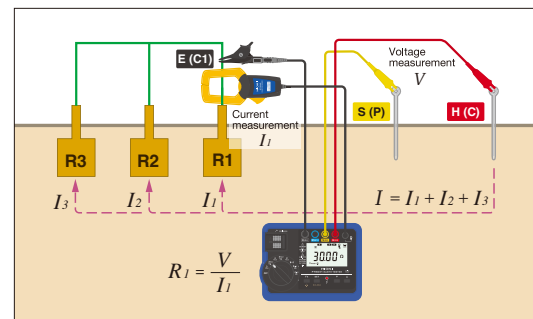 E (C1)
Voltage
measurement
V
Current
measurement
I1
S (P)
H (C)
R3
R2
R1
I3
I2
I1
I = I1 + I2 + I3
R1 = V / I1
30.00 Ω